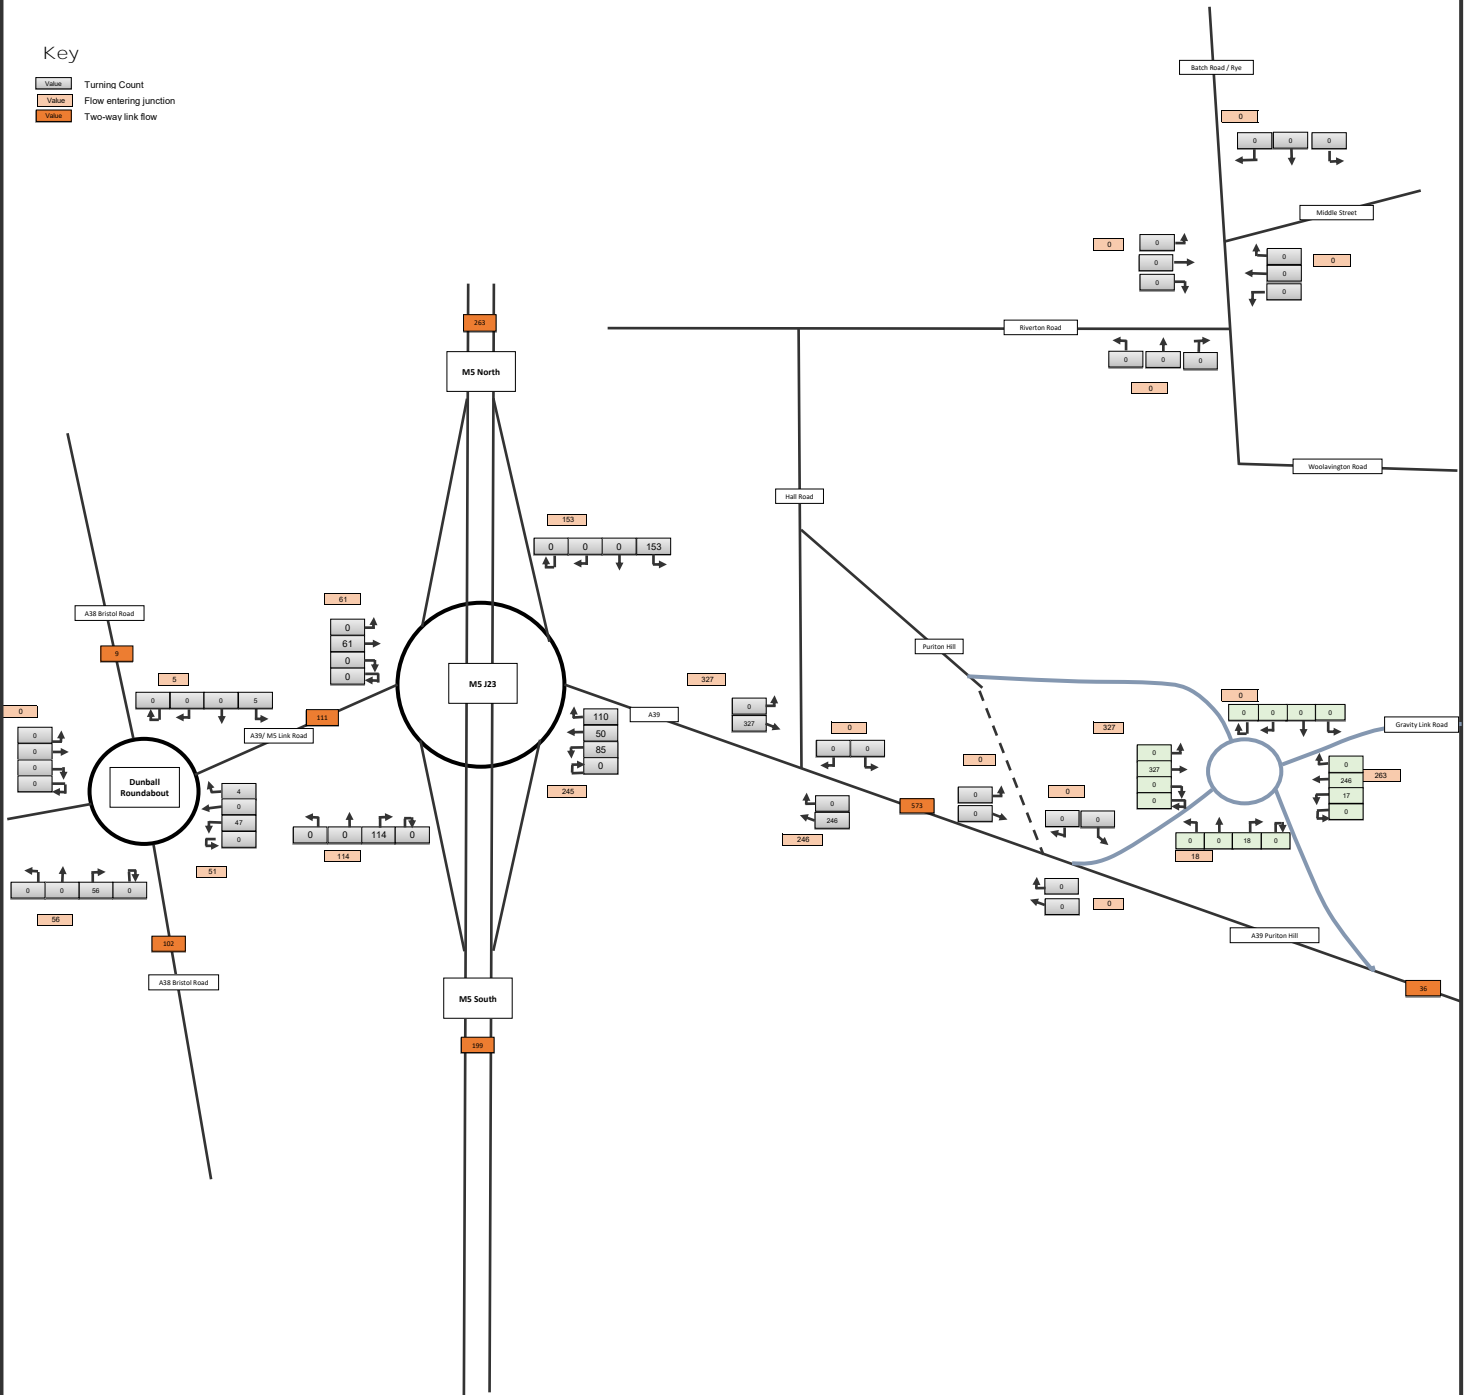 Key
Value Turning Count
Value Flow entering junction
Value Two-way link flow
Batch Road / Rye
0
0 0 0
Middle Street
0
0
0
0
0
0
0
0
263
Riverton Road
0 0 0
0
M5 North
Woolavington Road
Hall Road
153
0 0 0 153
61
0
61
0
0
A38 Bristol Road
9
Puriton Hill
5
0 0 0 5
M5 J23
327
0
327
A39
0
0 0 0 0
0
0
0
0
0
111
A39/ M5 Link Road
110
50
85
0
0
0 0
327
0
327
0
0
Gravity Link Road
0
246
17
0
263
Dunball
Roundabout
4
0
47
0
245
0
0
0
573
0
246
246
0
0 0
0 0 114 0
114
0 0 18 0
18
51
0 0 56 0
56
0
0
0
102
A38 Bristol Road
A39 Puriton Hill
36
M5 South
199